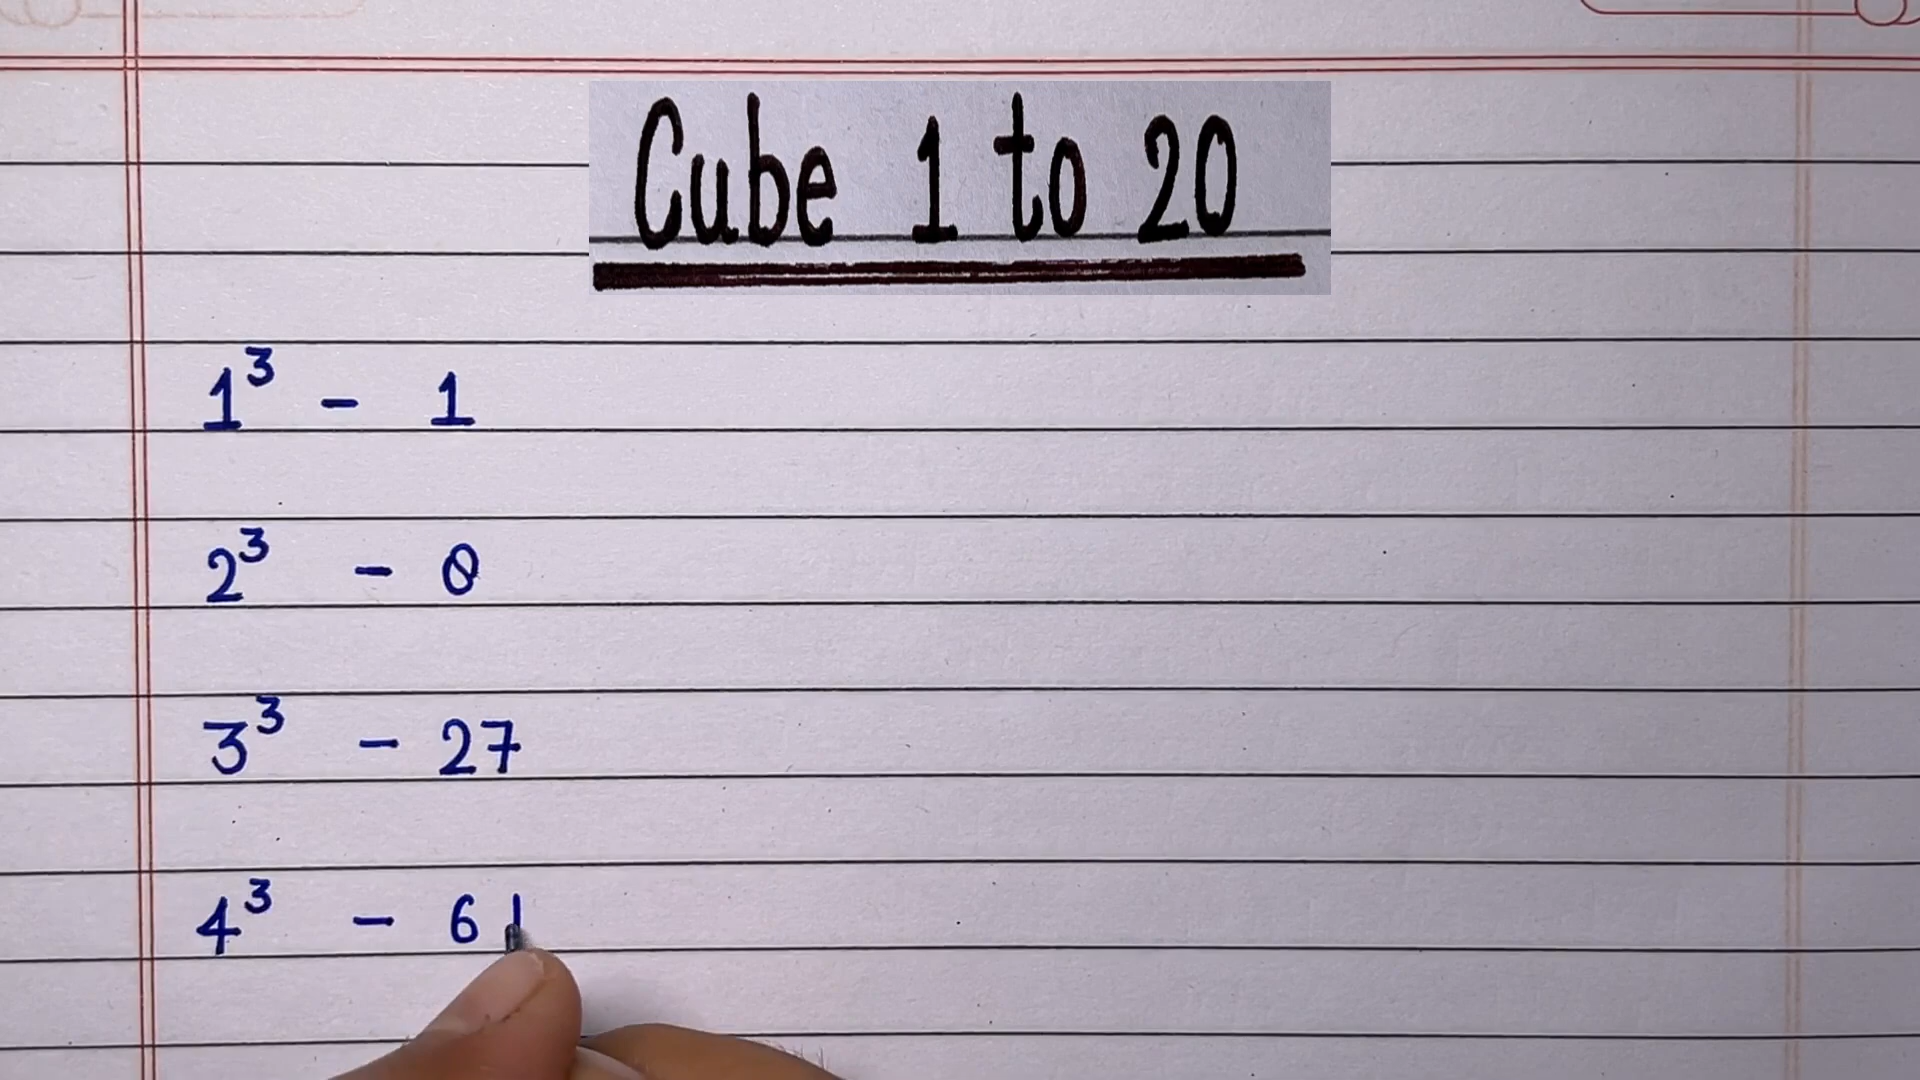 Cube 1 to 20
1³ - 1
2³ - 8
3³ - 27
4³ - 6